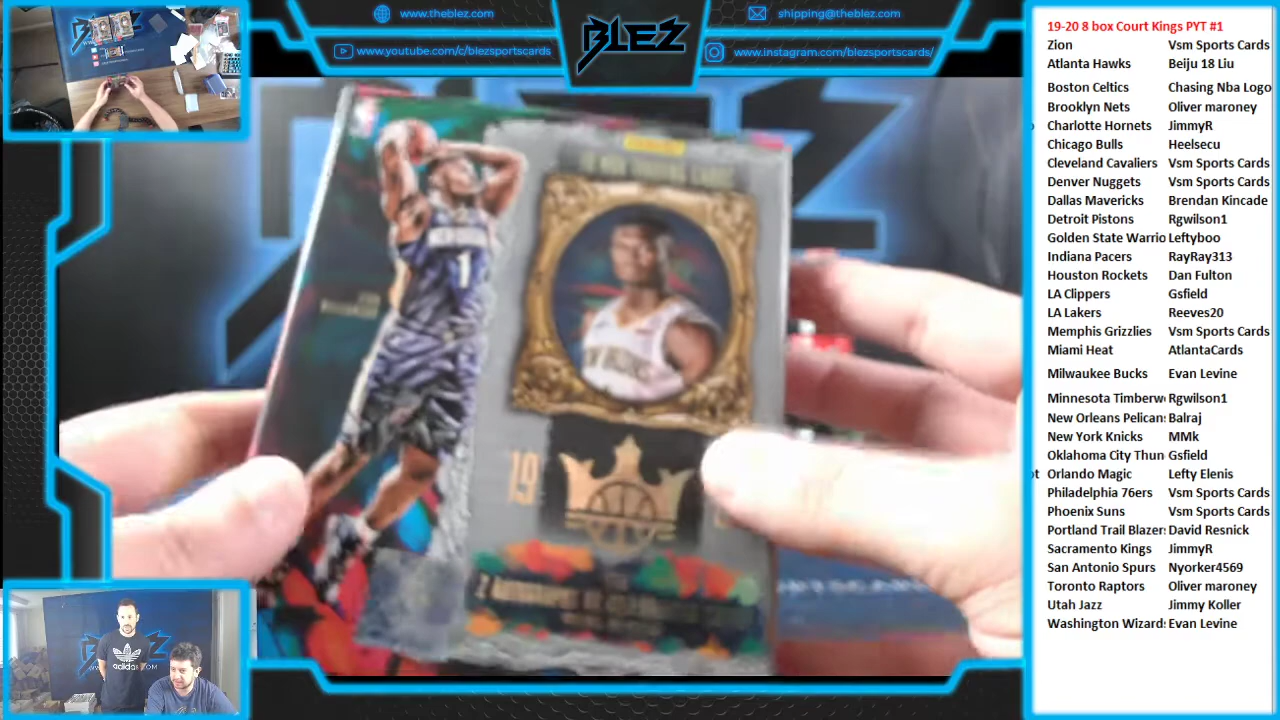 www.theblez.com
shipping@theblez.com
www.youtube.com/c/blezsportscards
www.instagram.com/blezsportscards/
BLEZ
19-20 8 box Court Kings PYT #1
Zion Vsm Sports Cards
Atlanta Hawks Beiju 18 Liu
Boston Celtics Chasing Nba Logo
Brooklyn Nets Oliver maroney
Charlotte Hornets JimmyR
Chicago Bulls Heelsecu
Cleveland Cavaliers Vsm Sports Cards
Denver Nuggets Vsm Sports Cards
Dallas Mavericks Brendan Kincade
Detroit Pistons Rgwilson1
Golden State Warrio Leftyboo
Indiana Pacers RayRay313
Houston Rockets Dan Fulton
LA Clippers Gsfield
LA Lakers Reeves20
Memphis Grizzlies Vsm Sports Cards
Miami Heat AtlantaCards
Milwaukee Bucks Evan Levine
Minnesota Timberw Rgwilson1
New Orleans Pelican Balraj
New York Knicks MMk
Oklahoma City Thun Gsfield
Orlando Magic Lefty Elenis
Philadelphia 76ers Vsm Sports Cards
Phoenix Suns Vsm Sports Cards
Portland Trail Blazer David Resnick
Sacramento Kings JimmyR
San Antonio Spurs Nyorker4569
Toronto Raptors Oliver maroney
Utah Jazz Jimmy Koller
Washington Wizard Evan Levine
1
19
adidas